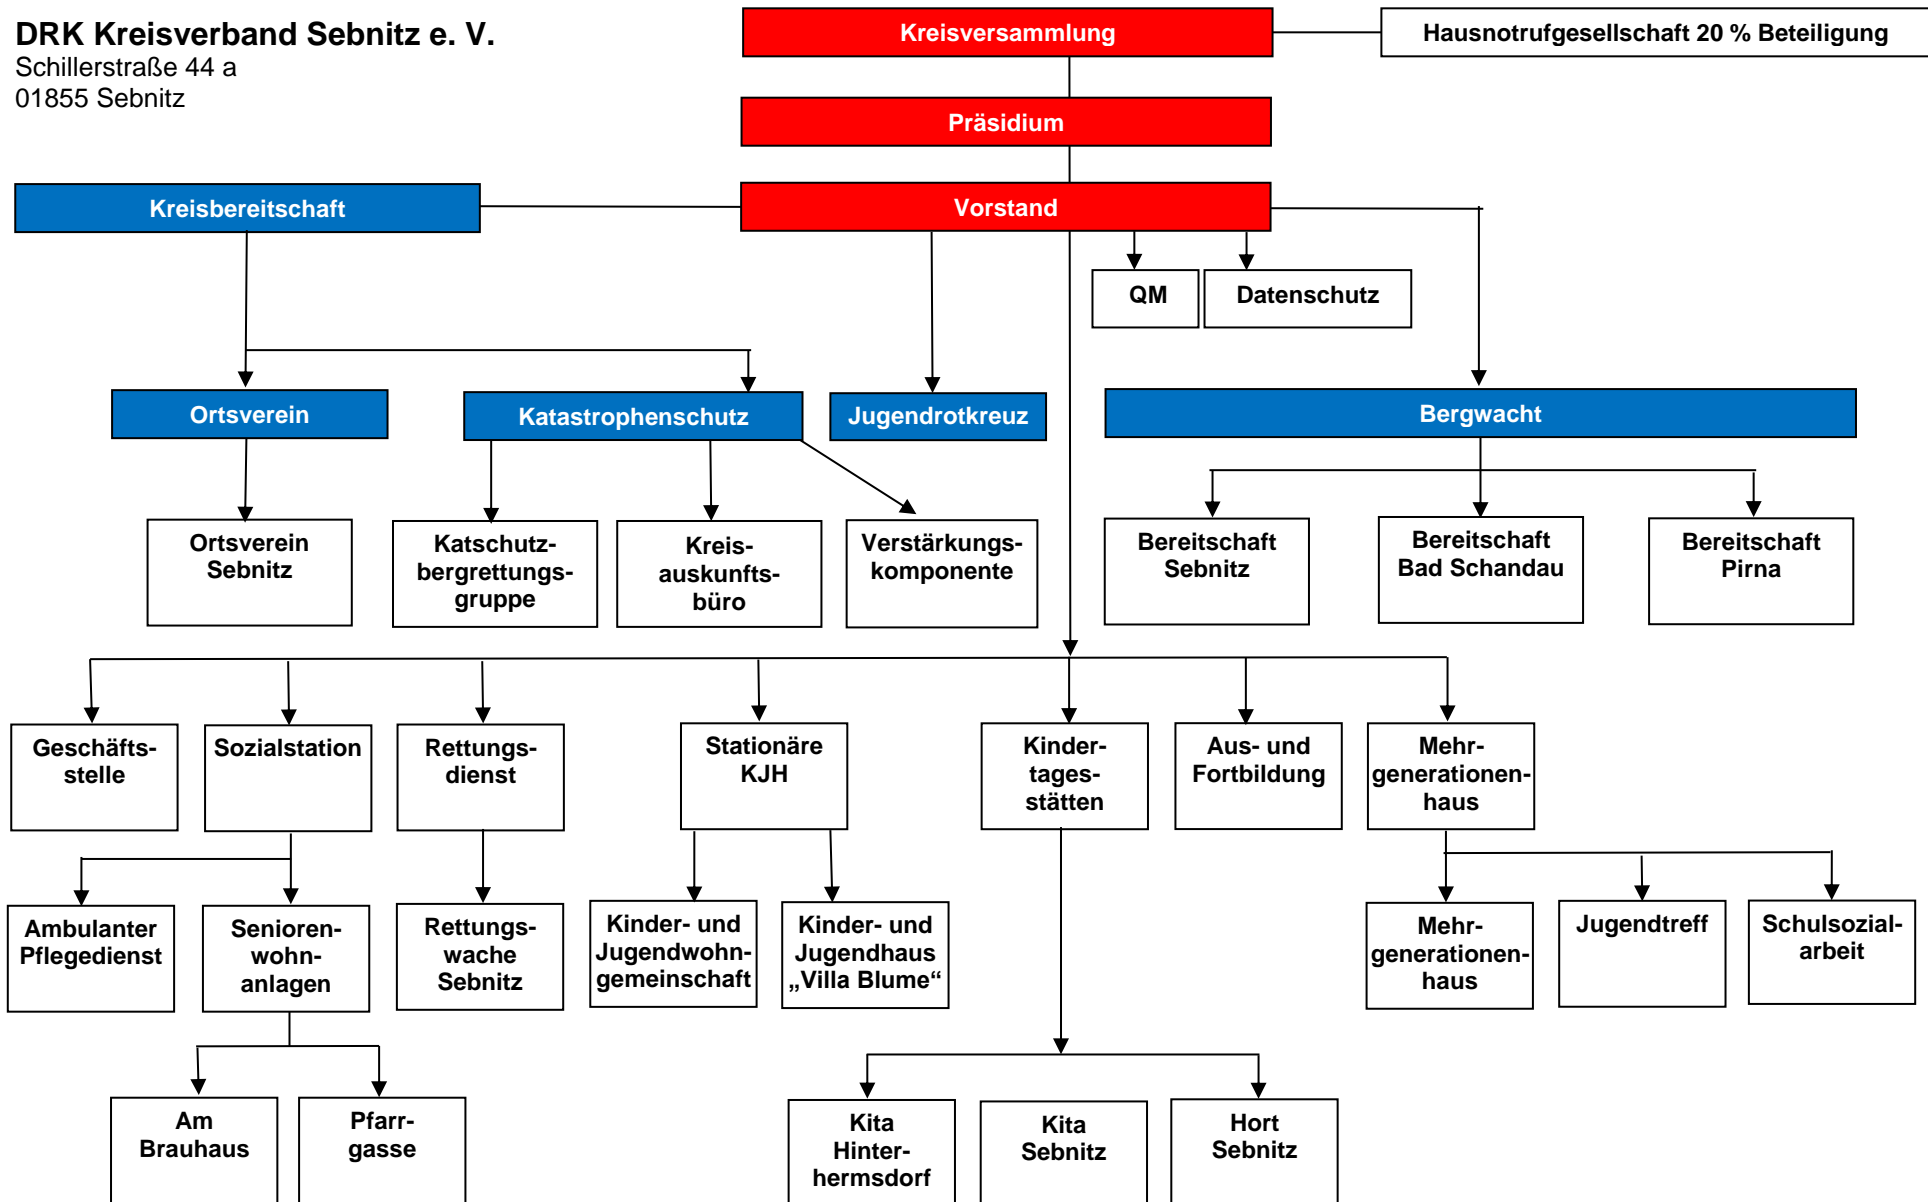 DRK Kreisverband Sebnitz e. V.
Schillerstraße 44 a
01855 Sebnitz
Kreisversammlung
Hausnotrufgesellschaft 20 % Beteiligung
Präsidium
Kreisbereitschaft
Vorstand
QM
Datenschutz
Ortsverein
Katastrophenschutz
Jugendrotkreuz
Bergwacht
Ortsverein
Sebnitz
Katschutz-
bergrettungs-
gruppe
Kreis-
auskunfts-
büro
Verstärkungs-
komponente
Bereitschaft
Sebnitz
Bereitschaft
Bad Schandau
Bereitschaft
Pirna
Geschäfts-
stelle
Sozialstation
Rettungs-
dienst
Stationäre
KJH
Kinder-
tages-
stätten
Aus- und
Fortbildung
Mehr-
generationen-
haus
Ambulanter
Pflegedienst
Senioren-
wohn-
anlagen
Rettungs-
wache
Sebnitz
Kinder- und
Jugendwohn-
gemeinschaft
Kinder- und
Jugendhaus
„Villa Blume“
Mehr-
generationen-
haus
Jugendtreff
Schulsozial-
arbeit
Am
Brauhaus
Pfarr-
gasse
Kita
Hinter-
hermsdorf
Kita
Sebnitz
Hort
Sebnitz